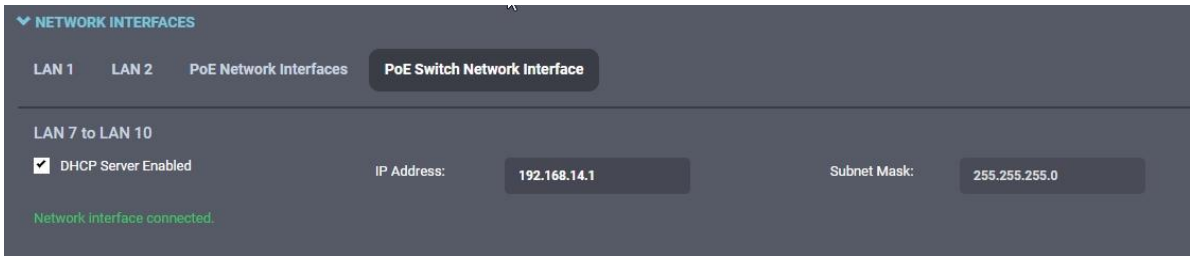 NETWORK INTERFACES
LAN 1 LAN 2 PoE Network Interfaces PoE Switch Network Interface
LAN 7 to LAN 10
DHCP Server Enabled IP Address: 192.168.14.1 Subnet Mask: 255.255.255.0
Network interface connected.